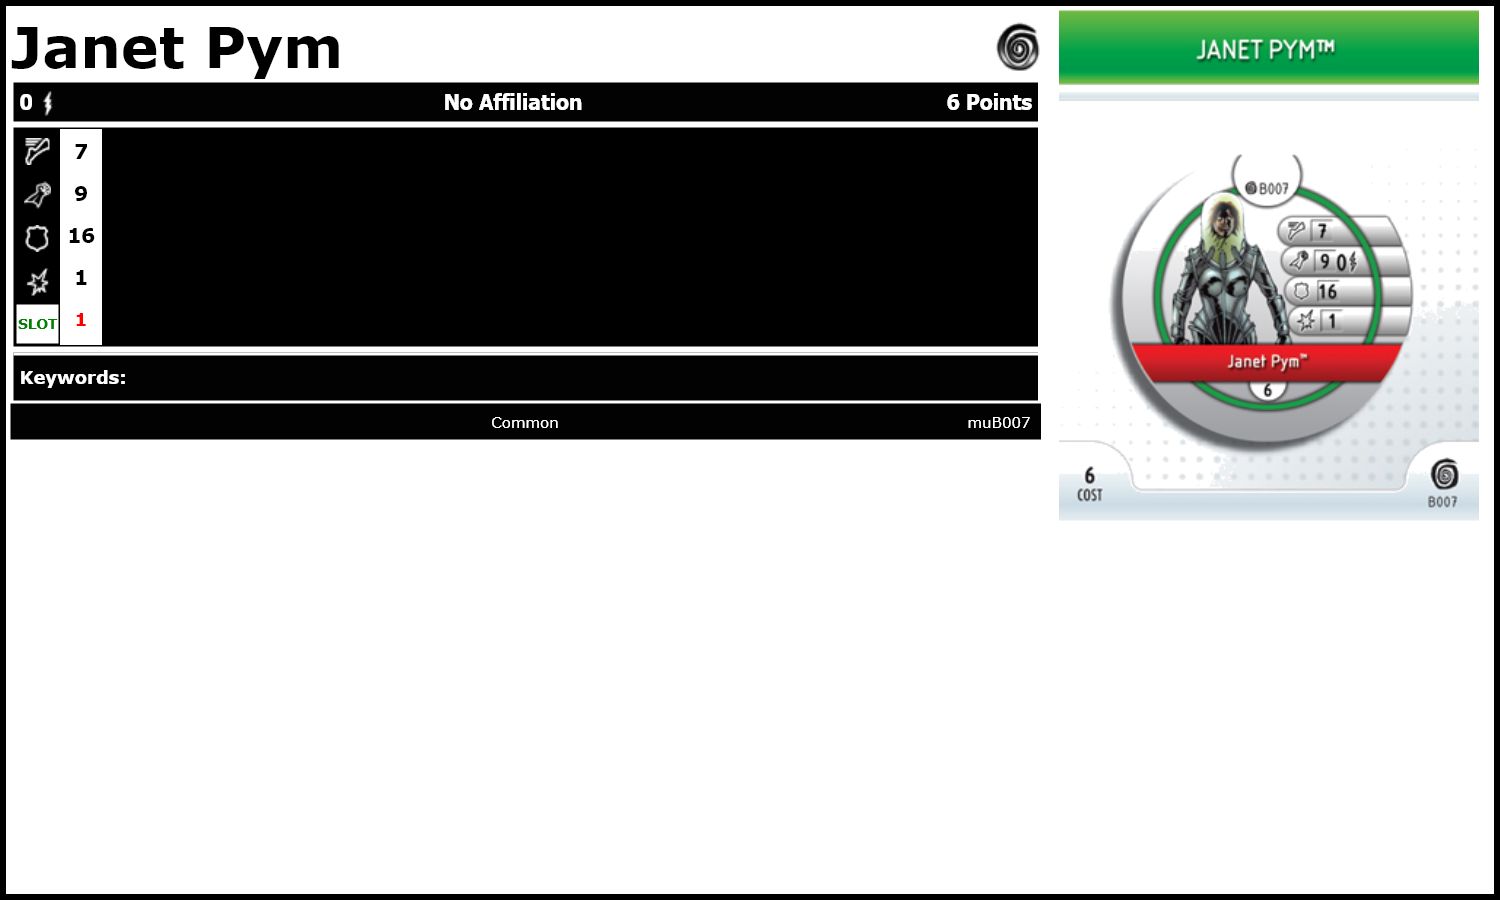 Janet Pym
0 No Affiliation 6 Points
7
9
16
1
SLOT 1
Keywords:
Common muB007
JANET PYM™
B007
7
9 0
16
1
Janet Pym™
6
6
COST
B007